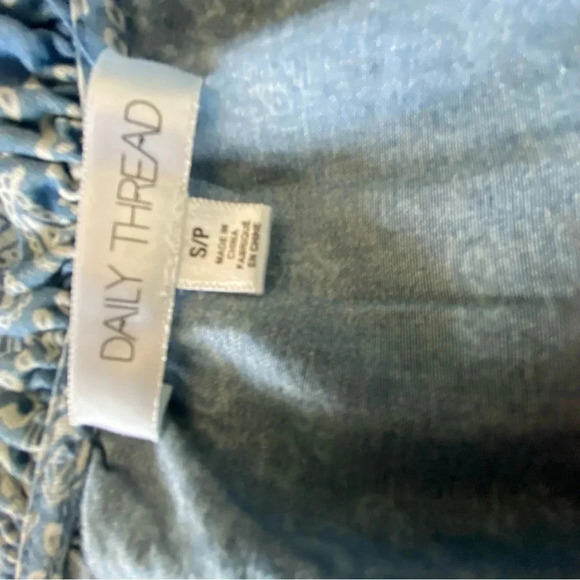 DAILY THREAD
S/P
MADE IN
CHINA
FABRIQUÉ
EN CHINE